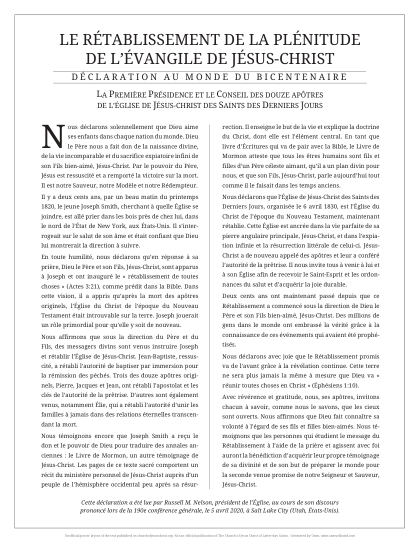 LE RÉTABLISSEMENT DE LA PLÉNITUDE
DE L'ÉVANGILE DE JÉSUS-CHRIST
DÉCLARATION AU MONDE DU BICENTENAIRE
La Première Présidence et le Conseil des douze apôtres
de l'église de Jésus-christ des Saints des Derniers Jours
Nous déclarons solennellement que Dieu aime
ses enfants dans chaque nation du monde. Dieu
le Père nous a fait don de la naissance divine,
de la vie incomparable et du sacrifice expiatoire infini de
son Fils bien-aimé, Jésus-Christ. Par le pouvoir du Père,
Jésus est ressuscité et a remporté la victoire sur la mort.
Il est notre Sauveur, notre Modèle et notre Rédempteur.
Il y a deux cents ans, par un beau matin du printemps
1820, le jeune Joseph Smith, cherchant à quelle Église se
joindre, est allé prier dans les bois près de chez lui, dans
le nord de l'État de New York, aux États-Unis. Il s'inter-
rogeait sur le salut de son âme et était confiant que Dieu
lui montrerait la direction à suivre.
En toute humilité, nous déclarons qu'en réponse à sa
prière, Dieu le Père et son Fils, Jésus-Christ, sont apparus
à Joseph et ont inauguré le « rétablissement de toutes
choses » (Actes 3:21), comme prédit dans la Bible. Dans
cette vision, il a appris qu'après la mort des apôtres
originels, l'Église du Christ du Nouveau
Testament était introuvable sur la terre. Joseph jouerait
un rôle primordial pour qu'elle y soit de nouveau.
Nous affirmons que sous la direction du Père et du
Fils, des messagers divins sont venus instruire Joseph
et rétablir l'Église de Jésus-Christ. Jean-Baptiste, ressus-
cité, a rétabli l'autorité de baptiser par immersion pour
la rémission des péchés. Trois des douze apôtres origi-
nels, Pierre, Jacques et Jean, ont rétabli l'apostolat et les
clés de l'autorité de la prêtrise. D'autres sont également
venus, notamment Élie, qui a rétabli l'autorité d'unir les
familles à jamais dans des relations éternelles transcen-
dant la mort.
Nous témoignons encore que Joseph Smith a reçu le
don et le pouvoir de Dieu pour traduire des annales an-
ciennes : le Livre de Mormon, un autre témoignage de
Jésus-Christ. Les pages de ce texte sacré comportent un
récit du ministère personnel de Jésus-Christ auprès d'un
peuple de l'hémisphère occidental peu après sa résur-
rection. Il enseigne le but de la vie et explique la doctrine
du Christ, dont elle est l'élément central. En tant que
livre d'Écritures qui va de pair avec la Bible, le Livre de
Mormon atteste que tous les êtres humains sont fils et
filles d'un Père céleste aimant, qu'il a un plan divin pour
nous, et que son Fils, Jésus-Christ, parle aujourd'hui tout
comme il le faisait dans les temps anciens.
Nous déclarons que l'Église de Jésus-Christ des Saints des
Derniers Jours, organisée le 6 avril 1830, est l'Église du
Christ de l'époque du Nouveau Testament, maintenant
rétablie. Cette Église est ancrée dans la vie parfaite de sa
pierre angulaire principale, Jésus-Christ, et dans l'expia-
tion infinie et la résurrection littérale de celui-ci. Jésus-
Christ a de nouveau appelé des apôtres et leur a conféré
l'autorité de la prêtrise. Il nous invite tous à venir à lui et
à son Église afin de recevoir le Saint-Esprit et les ordon-
nances du salut et d'acquérir la joie durable.
Deux cents ans ont maintenant passé depuis que ce
Rétablissement a commencé sous la direction de Dieu le
Père et son Fils bien-aimé, Jésus-Christ. Des millions de
gens dans le monde ont embrassé la vérité grâce à la
connaissance de ces événements qui avaient été prophé-
tisés.
Nous déclarons avec joie que le Rétablissement promis
va de l'avant grâce à la révélation continue. Cette terre
ne sera plus jamais la même à mesure que Dieu va «
réunir toutes choses en Christ » (Éphésiens 1:10).
Avec révérence et gratitude, nous, ses apôtres, invitons
chacun à savoir, comme nous le savons, que les cieux
sont ouverts. Nous affirmons que Dieu fait connaître sa
volonté à l'égard de ses fils et filles bien-aimés. Nous té-
moignons que les personnes qui étudient le message du
Rétablissement à l'aide de la prière et agissent avec foi
auront la bénédiction d'acquérir leur propre témoignage
de sa divinité et de son but de préparer le monde pour
la seconde venue promise de notre Seigneur et Sauveur,
Jésus-Christ.
Cette déclaration a été lue par Russell M. Nelson, président de l'Église, au cours de son discours
prononcé lors de la 190e conférence générale, le 5 avril 2020, à Salt Lake City (Utah, États-Unis).